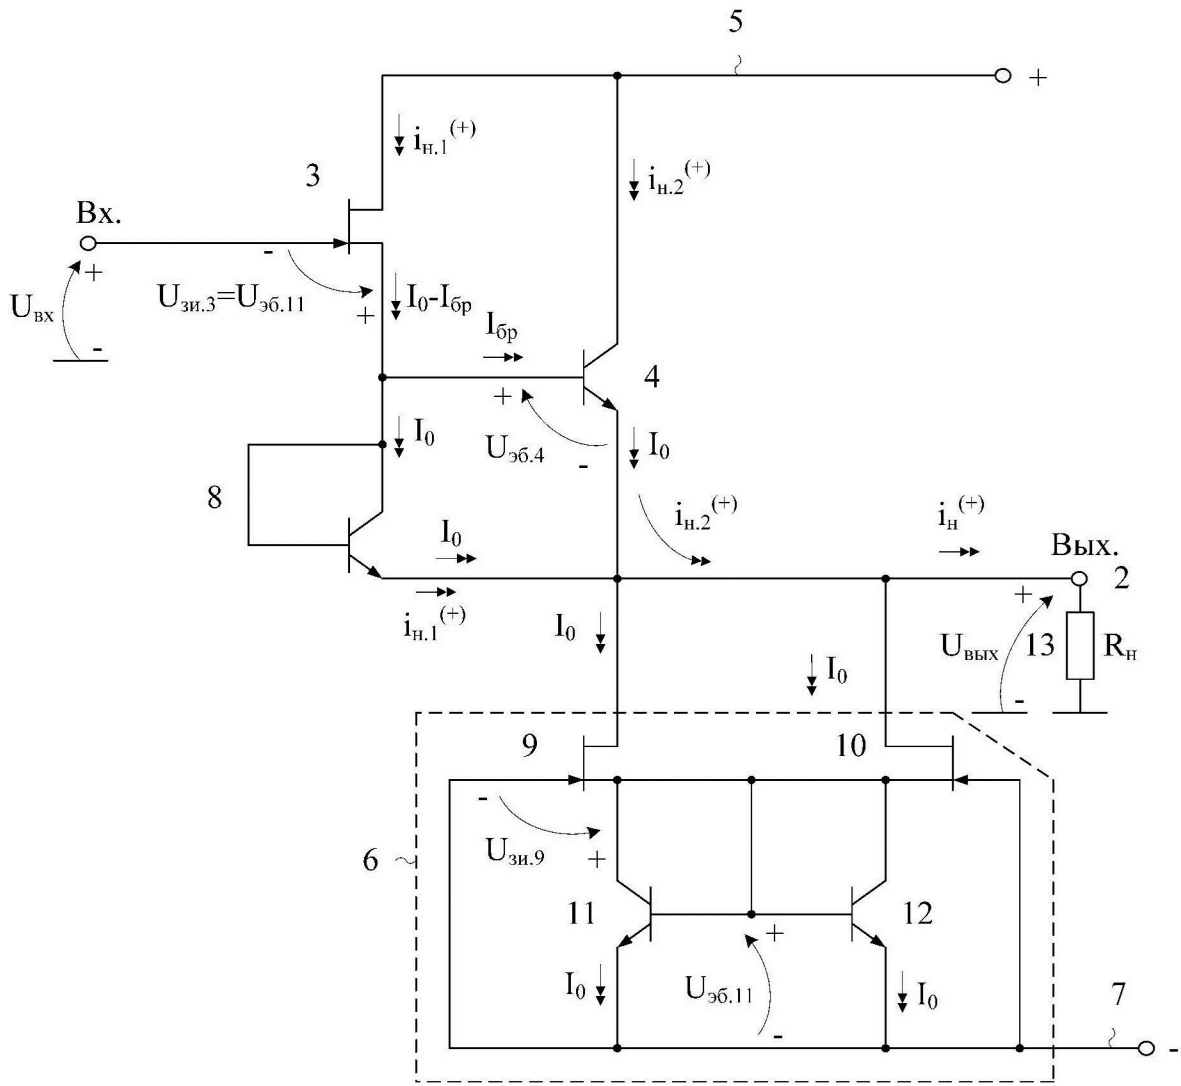 5
+
iн.1(+)
3
iн.2(+)
Вх.
-
+
Uвх
Uзи.3=Uэб.11
+
I0-Iбр
-
Iбр
4
+
I0
Uэб.4
-
I0
8
iн.2(+)
iн(+)
I0
Вых.
+
2
iн.1(+)
I0
Uвых
13
Rн
I0
-
9
10
-
Uзи.9
+
6
11
12
+
I0
Uэб.11
I0
7
-
-